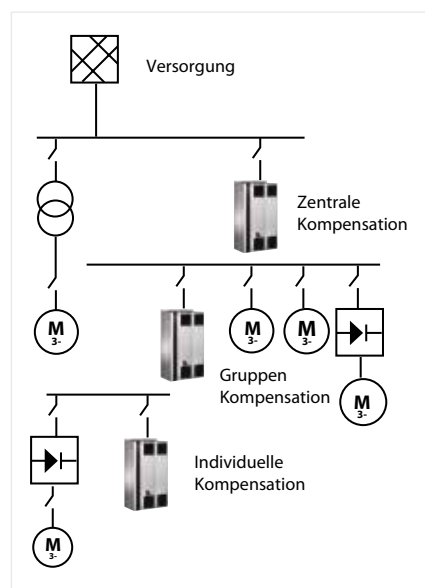 Versorgung
Zentrale
Kompensation
M
3~
M
3~
M
3~
Gruppen
Kompensation
M
3~
Individuelle
Kompensation
M
3~